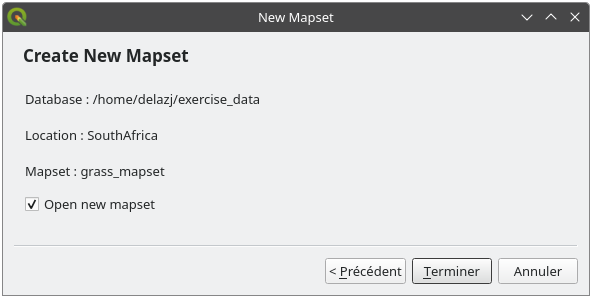 New Mapset
Create New Mapset
Database : /home/delazj/exercise_data
Location : SouthAfrica
Mapset : grass_mapset
Open new mapset
< Précédent
Terminer
Annuler